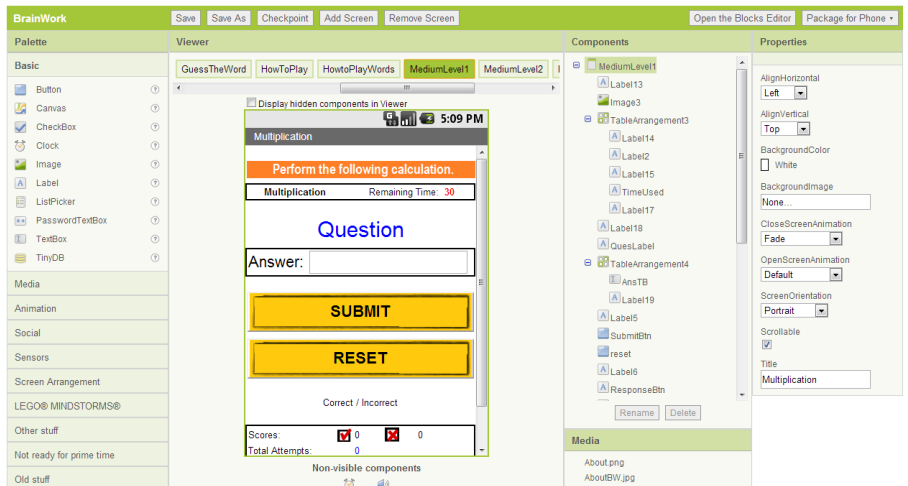 BrainWork
Save
Save As
Checkpoint
Add Screen
Remove Screen
Open the Blocks Editor
Package for Phone
Palette
Basic
Button
Canvas
CheckBox
Clock
Image
Label
ListPicker
PasswordTextBox
TextBox
TinyDB
Media
Animation
Social
Sensors
Screen Arrangement
LEGO® MINDSTORMS®
Other stuff
Not ready for prime time
Old stuff
Viewer
GuessTheWord
HowToPlay
HowtoPlayWords
MediumLevel1
MediumLevel2
Display hidden components in Viewer
5:09 PM
Multiplication
Perform the following calculation.
Multiplication Remaining Time: 30
Question
Answer:
SUBMIT
RESET
Correct / Incorrect
Scores: 0 0
Total Attempts: 0
Non-visible components
Components
MediumLevel1
Label13
Image3
TableArrangement3
Label14
Label2
Label15
TimeUsed
Label17
Label18
QuesLabel
TableArrangement4
AnsTB
Label19
Label5
SubmitBtn
reset
Label6
ResponseBtn
Rename
Delete
Media
About.png
AboutBW.jpg
Properties
AlignHorizontal
Left
AlignVertical
Top
BackgroundColor
White
BackgroundImage
None...
CloseScreenAnimation
Fade
OpenScreenAnimation
Default
ScreenOrientation
Portrait
Scrollable
Title
Multiplication